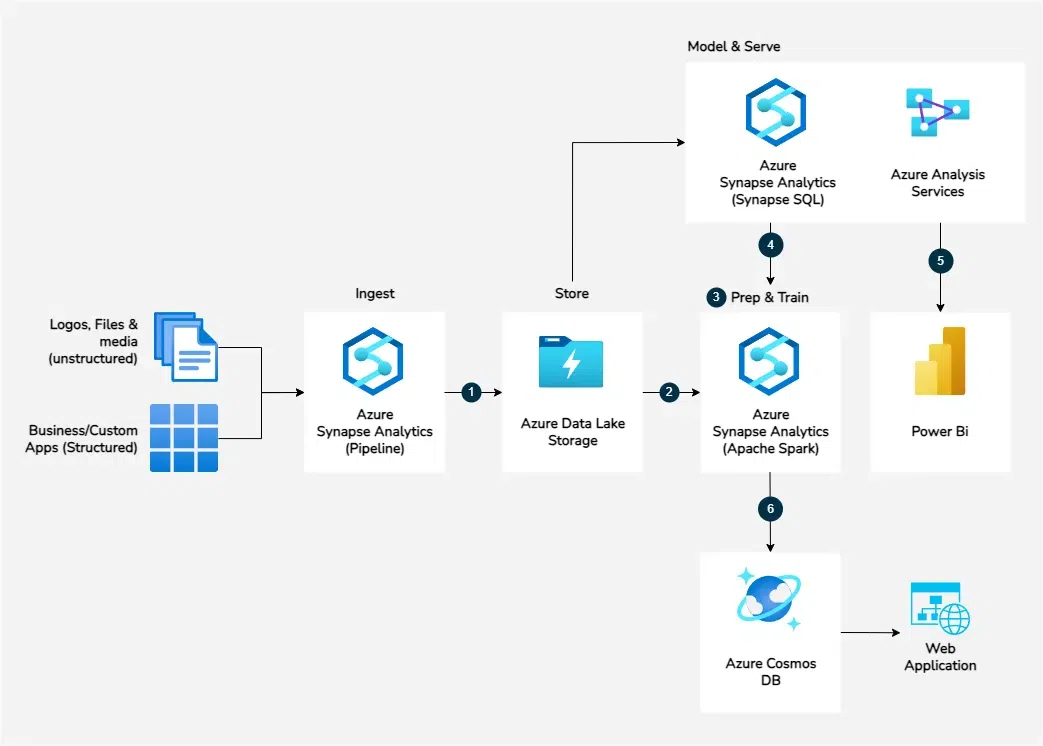 Model & Serve
Azure
Synapse Analytics
(Synapse SQL)
Azure Analysis
Services
4
5
Ingest
Store
3
Prep & Train
Logos, Files &
media
(unstructured)
Business/Custom
Apps (Structured)
Azure
Synapse Analytics
(Pipeline)
1
Azure Data Lake
Storage
2
Azure
Synapse Analytics
(Apache Spark)
Power Bi
6
Azure Cosmos
DB
Web
Application